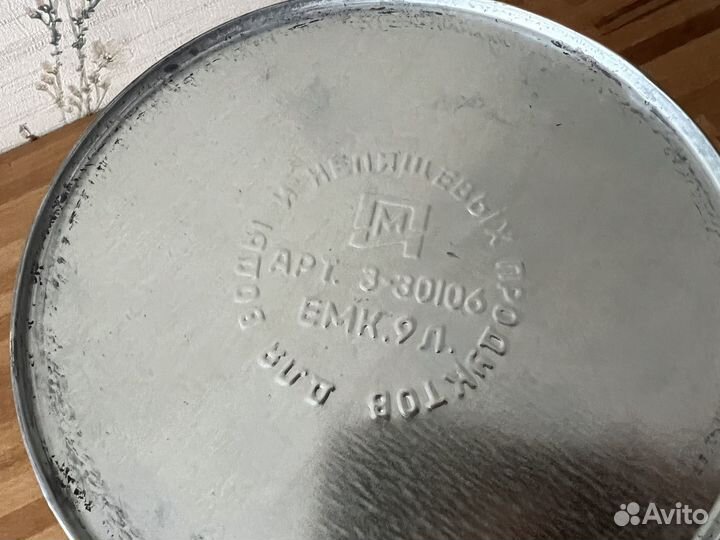 ДЛЯ ВОДЫ И НЕПИЩЕВЫХ ПРОДУКТОВ
М
АРТ. 3-30106
ЕМК. 9 Л.
Avito